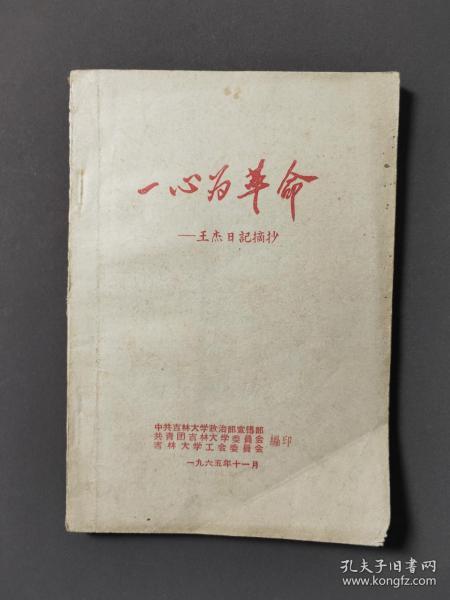 一心为革命
——王杰日記摘抄
中共吉林大学政治部宣傳部
共青团吉林大学委員会
吉林大学工会委員会
編印
一九六五年十一月
孔夫子旧书网
www.kongfz.com